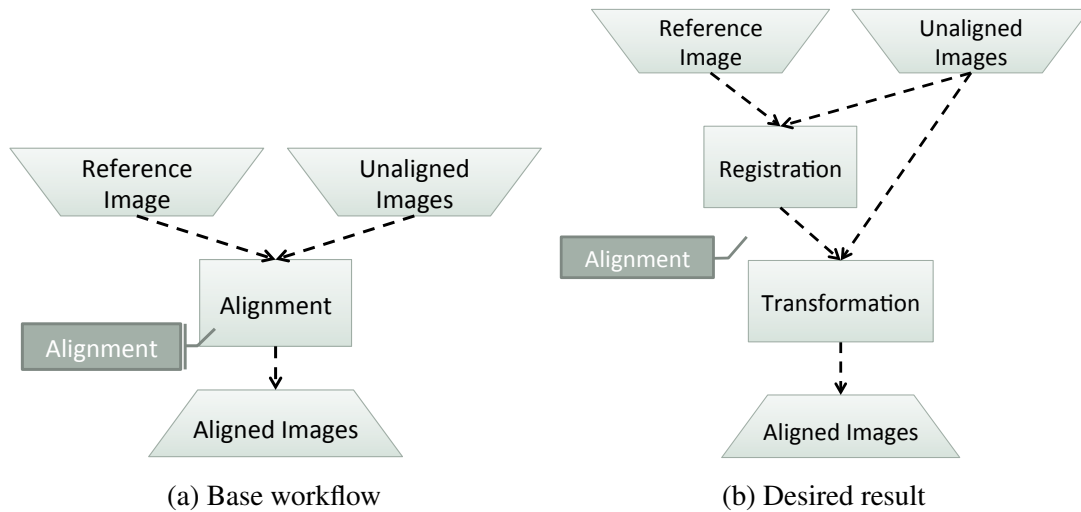 Reference
Image
Unaligned
Images
Alignment
Alignment
Aligned Images
(a) Base workflow
Reference
Image
Unaligned
Images
Registration
Alignment
Transformation
Aligned Images
(b) Desired result